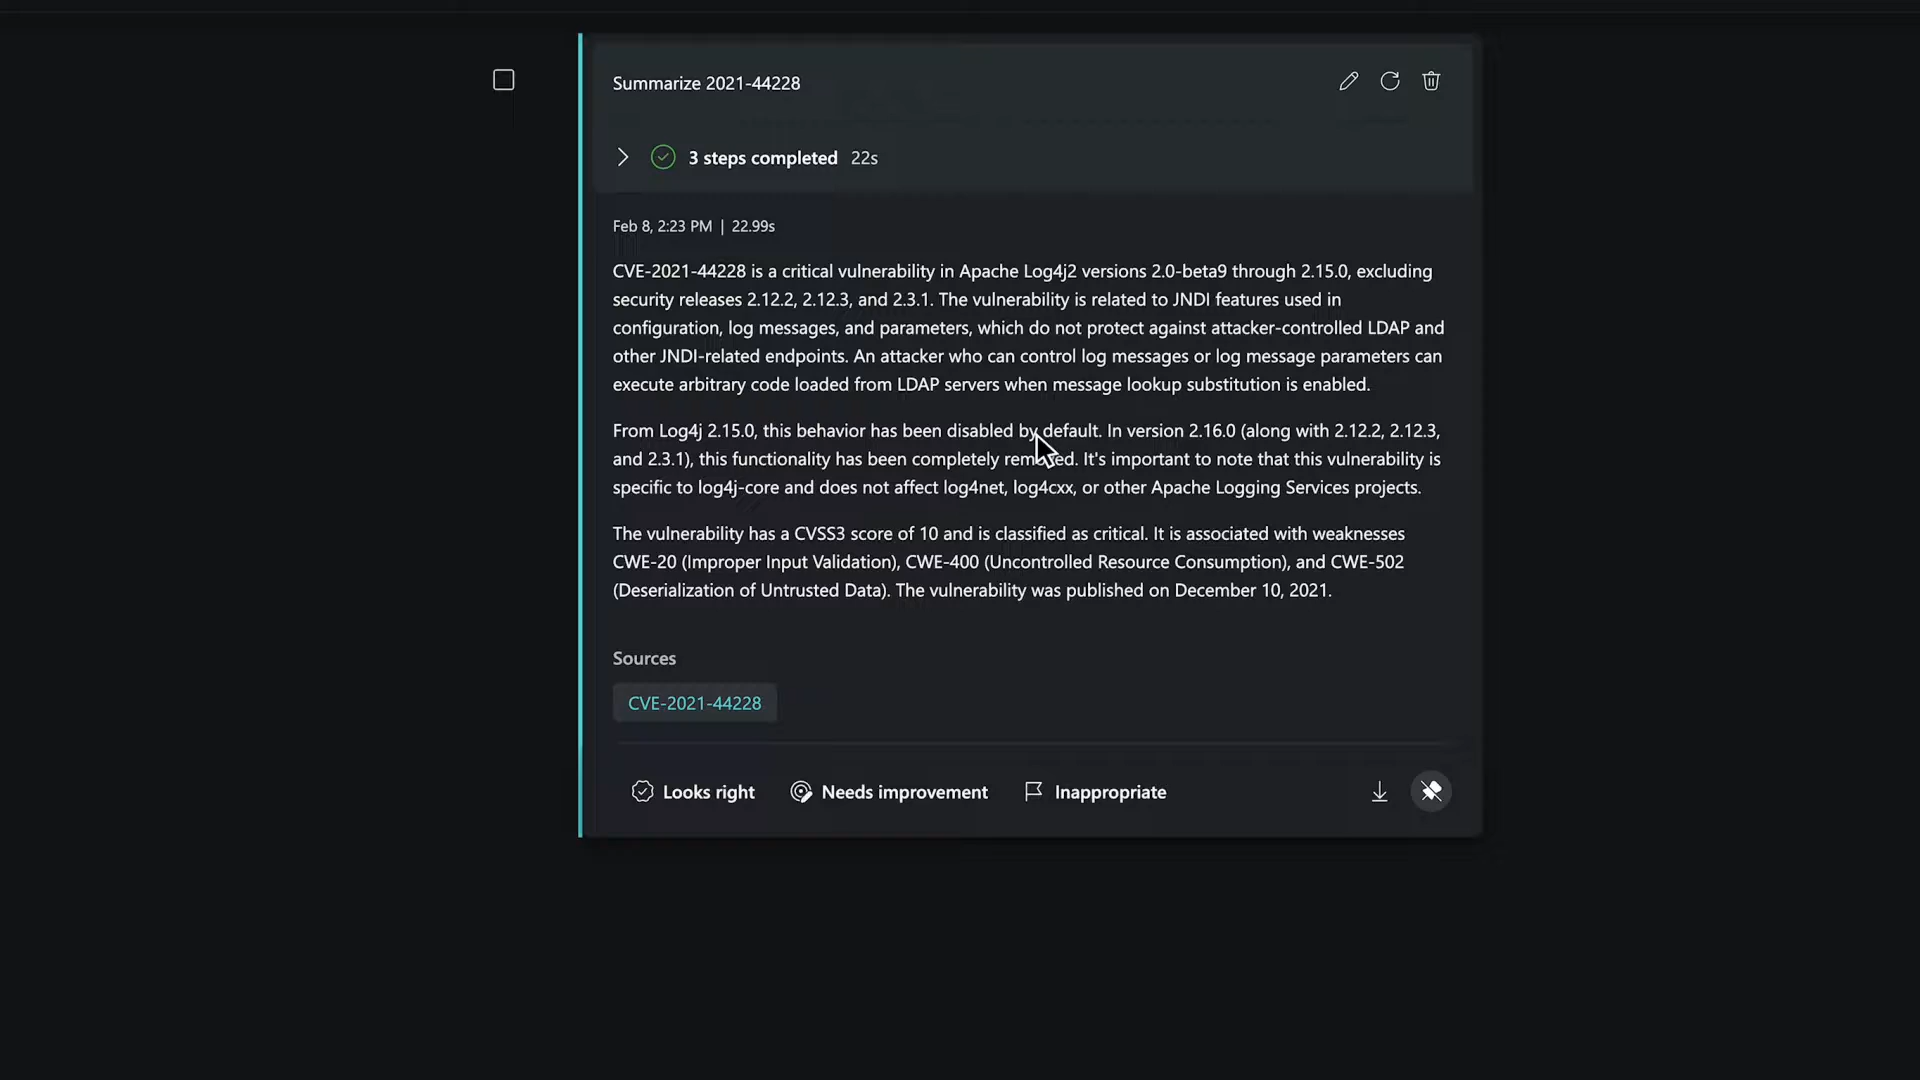 Summarize 2021-44228
3 steps completed 22s
Feb 8, 2:23 PM | 22.99s
CVE-2021-44228 is a critical vulnerability in Apache Log4j2 versions 2.0-beta9 through 2.15.0, excluding
security releases 2.12.2, 2.12.3, and 2.3.1. The vulnerability is related to JNDI features used in
configuration, log messages, and parameters, which do not protect against attacker-controlled LDAP and
other JNDI-related endpoints. An attacker who can control log messages or log message parameters can
execute arbitrary code loaded from LDAP servers when message lookup substitution is enabled.
From Log4j 2.15.0, this behavior has been disabled by default. In version 2.16.0 (along with 2.12.2, 2.12.3,
and 2.3.1), this functionality has been completely removed. It's important to note that this vulnerability is
specific to log4j-core and does not affect log4net, log4cxx, or other Apache Logging Services projects.
The vulnerability has a CVSS3 score of 10 and is classified as critical. It is associated with weaknesses
CWE-20 (Improper Input Validation), CWE-400 (Uncontrolled Resource Consumption), and CWE-502
(Deserialization of Untrusted Data). The vulnerability was published on December 10, 2021.
Sources
CVE-2021-44228
Looks right Needs improvement Inappropriate